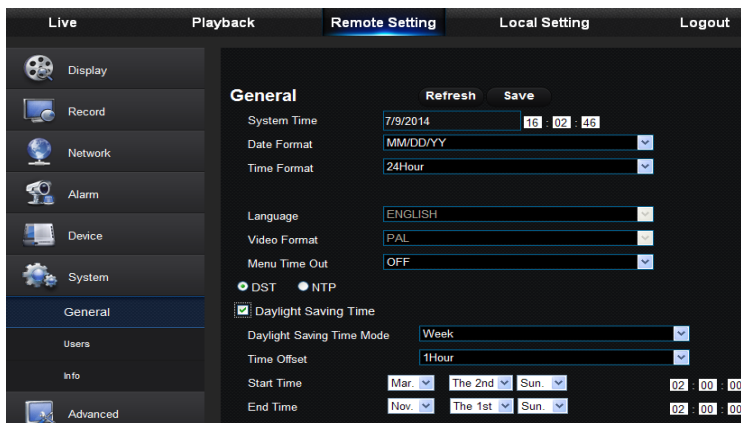 Live Playback Remote Setting Local Setting Logout
Display
Record
Network
Alarm
Device
System
General
Users
Info
Advanced
General Refresh Save
System Time 7/9/2014 16 : 02 : 46
Date Format MM/DD/YY
Time Format 24Hour
Language ENGLISH
Video Format PAL
Menu Time Out OFF
DST NTP
Daylight Saving Time
Daylight Saving Time Mode Week
Time Offset 1Hour
Start Time Mar. The 2nd Sun. 02 : 00 : 00
End Time Nov. The 1st Sun. 02 : 00 : 00